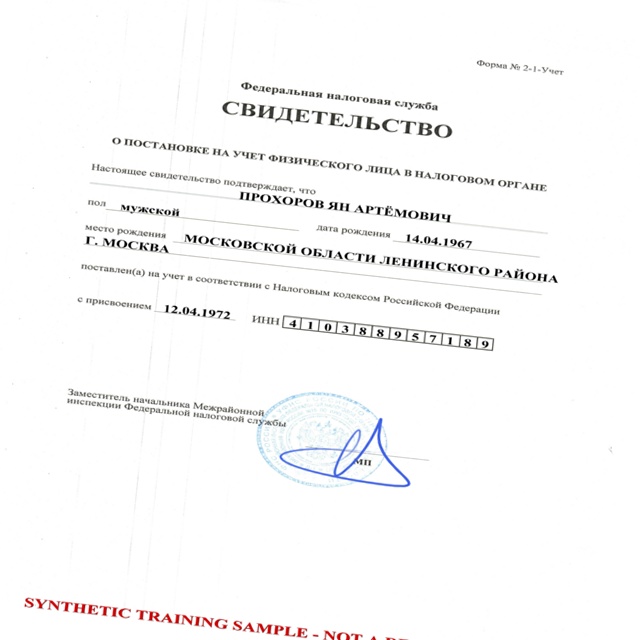 Форма № 2-1-Учет
Федеральная налоговая служба
СВИДЕТЕЛЬСТВО
О ПОСТАНОВКЕ НА УЧЕТ ФИЗИЧЕСКОГО ЛИЦА В НАЛОГОВОМ ОРГАНЕ
Настоящее свидетельство подтверждает, что
ПРОХОРОВ ЯН АРТЁМОВИЧ
пол мужской дата рождения 14.04.1967
место рождения МОСКОВСКОЙ ОБЛАСТИ ЛЕНИНСКОГО РАЙОНА
Г. МОСКВА
поставлен(а) на учет в соответствии с Налоговым кодексом Российской Федерации
с присвоением 12.04.1972 ИНН 410388957189
Заместитель начальника Межрайонной
инспекции Федеральной налоговой службы
МП
SYNTHETIC TRAINING SAMPLE - NOT A